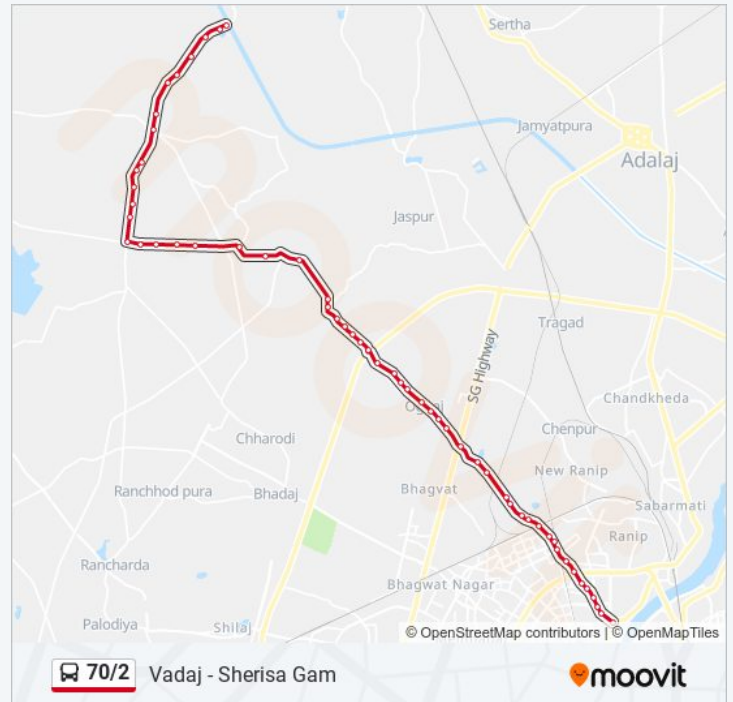 Sertha
Jamyatpura
Adalaj
Jaspur
Tragad
SG Highway
Chandkheda
Ognaj
Chenpur
Chharodi
New Ranip
Ranchhod pura
Bhadaj
Bhagvat
Sabarmati
Ranip
Rancharda
Bhagwat Nagar
Palodiya
Shilaj
© OpenStreetMap contributors | © OpenMapTiles
70/2 Vadaj - Sherisa Gam
moovit